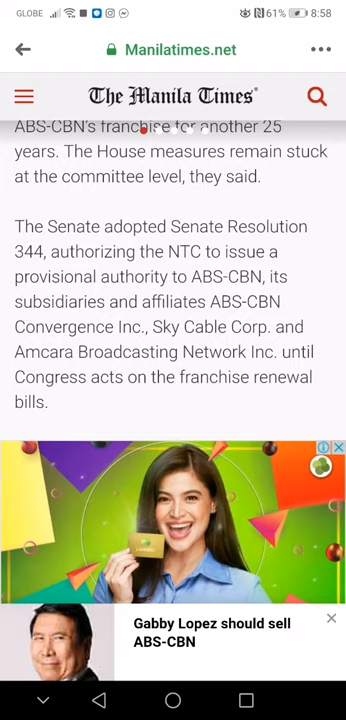 GLOBE 61% 8:58
Manilatimes.net
The Manila Times
ABS-CBN's franchise for another 25
years. The House measures remain stuck
at the committee level, they said.
The Senate adopted Senate Resolution
344, authorizing the NTC to issue a
provisional authority to ABS-CBN, its
subsidiaries and affiliates ABS-CBN
Convergence Inc., Sky Cable Corp. and
Amcara Broadcasting Network Inc. until
Congress acts on the franchise renewal
bills.
Gabby Lopez should sell
ABS-CBN